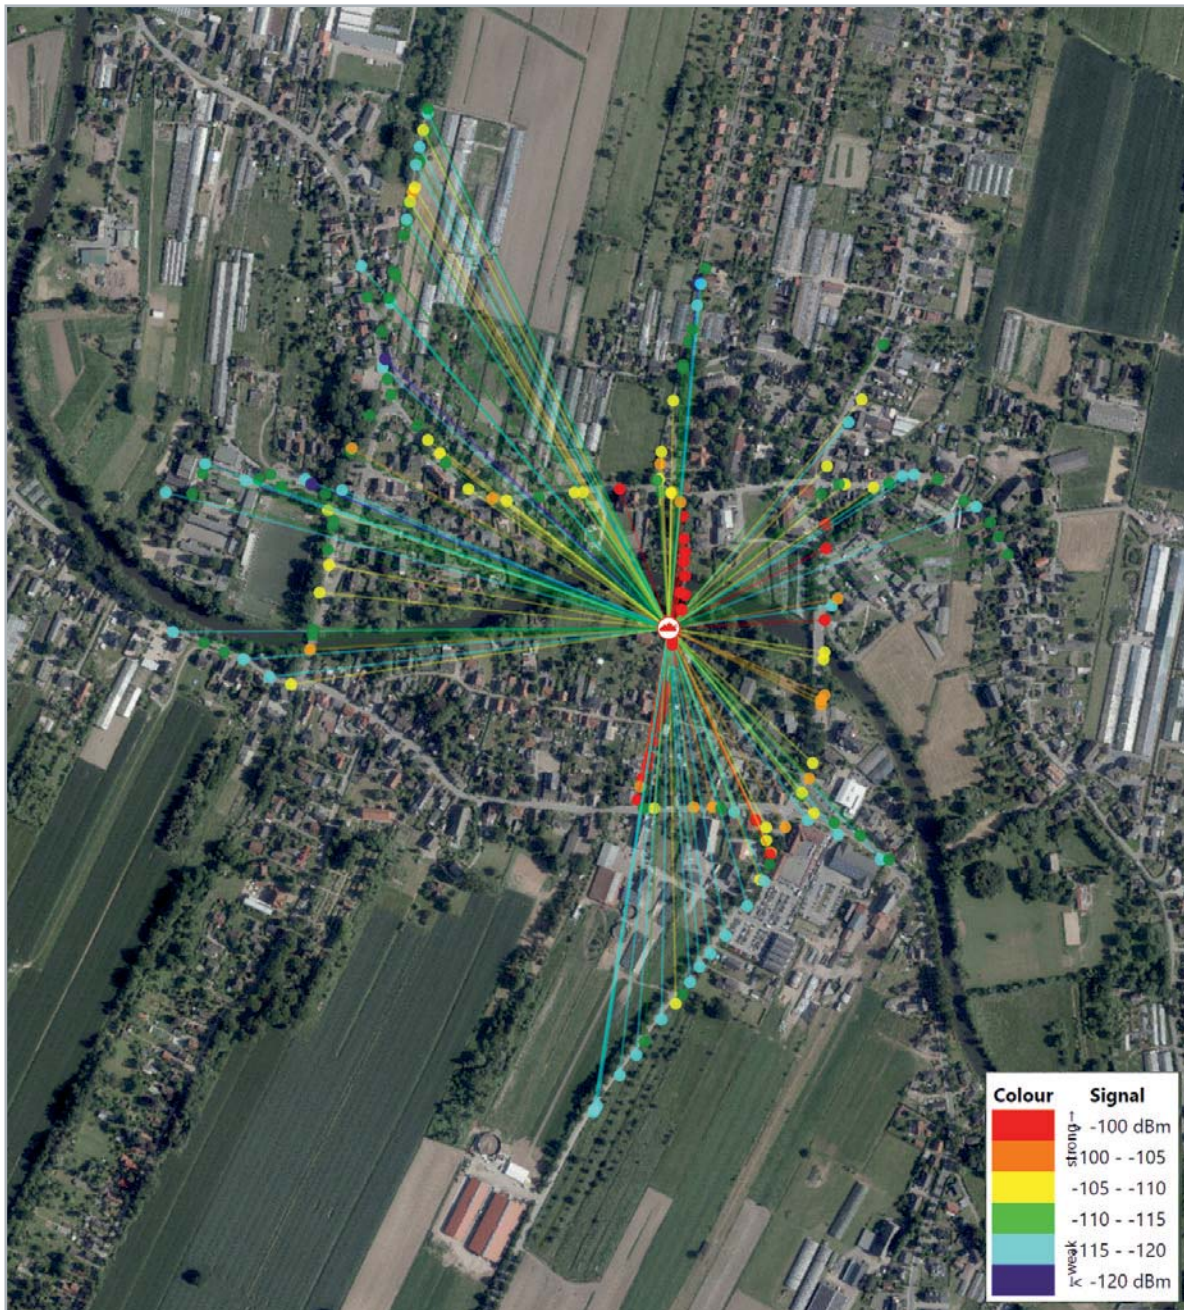 Colour Signal
strong→
> -100 dBm
-100 - -105
-105 - -110
-110 - -115
-115 - -120
←weak
< -120 dBm